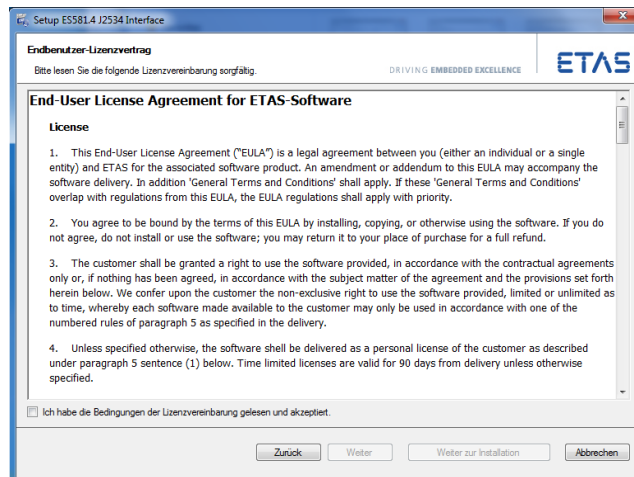 Setup ES581.4 J2534 Interface
Endbenutzer-Lizenzvertrag
Bitte lesen Sie die folgende Lizenzvereinbarung sorgfältig.
DRIVING EMBEDDED EXCELLENCE
ETAS
End-User License Agreement for ETAS-Software
License
1. This End-User License Agreement ("EULA") is a legal agreement between you (either an individual or a single
entity) and ETAS for the associated software product. An amendment or addendum to this EULA may accompany the
software delivery. In addition 'General Terms and Conditions' shall apply. If these 'General Terms and Conditions'
overlap with regulations from this EULA, the EULA regulations shall apply with priority.
2. You agree to be bound by the terms of this EULA by installing, copying, or otherwise using the software. If you do
not agree, do not install or use the software; you may return it to your place of purchase for a full refund.
3. The customer shall be granted a right to use the software provided, in accordance with the contractual agreements
only or, if nothing has been agreed, in accordance with the subject matter of the agreement and the provisions set forth
herein below. We confer upon the customer the non-exclusive right to use the software provided, limited or unlimited as
to time, whereby each software made available to the customer may only be used in accordance with one of the
numbered rules of paragraph 5 as specified in the delivery.
4. Unless specified otherwise, the software shell be delivered as a personal license of the customer as described
under paragraph 5 sentence (1) below. Time limited licenses are valid for 90 days from delivery unless otherwise
specified.
Ich habe die Bedingungen der Lizenzvereinbarung gelesen und akzeptiert.
Zurück
Weiter
Weiter zur Installation
Abbrechen